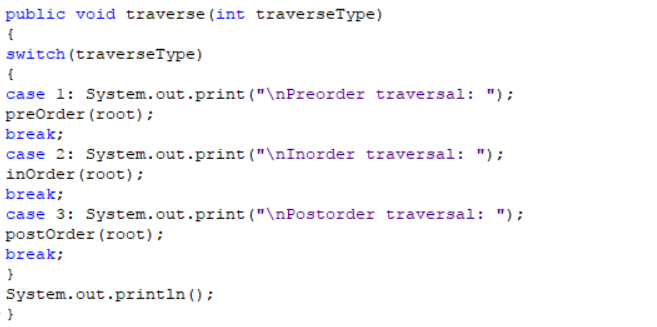 public void traverse(int traverseType)
{
switch(traverseType)
{
case 1: System.out.print("\nPreorder traversal: ");
preOrder(root);
break;
case 2: System.out.print("\nInorder traversal: ");
inOrder(root);
break;
case 3: System.out.print("\nPostorder traversal: ");
postOrder(root);
break;
}
System.out.println();
}